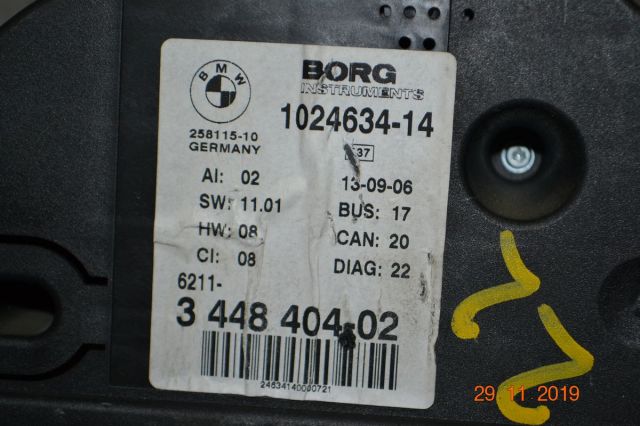 BMW
BORG
INSTRUMENTS
258115-10
GERMANY
1024634-14
E37
AI: 02
13-09-06
SW: 11.01
BUS: 17
HW: 08
CAN: 20
CI: 08
DIAG: 22
6211-
3 448 404.02
24634140000721
29 11 2019